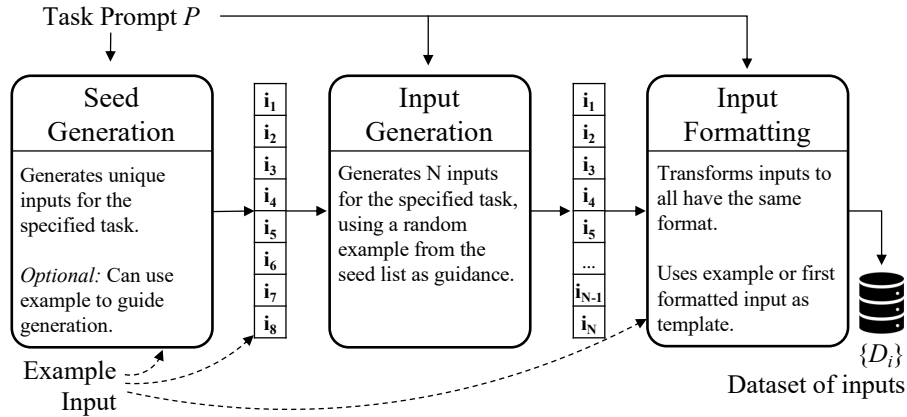 Task Prompt P
Seed
Generation
Generates unique
inputs for the
specified task.
Optional: Can use
example to guide
generation.
i1
i2
i3
i4
i5
i6
i7
i8
Input
Generation
Generates N inputs
for the specified task,
using a random
example from the
seed list as guidance.
i1
i2
i3
i4
i5
...
iN-1
iN
Input
Formatting
Transforms inputs to
all have the same
format.
Uses example or first
formatted input as
template.
Example
Input
{Di}
Dataset of inputs